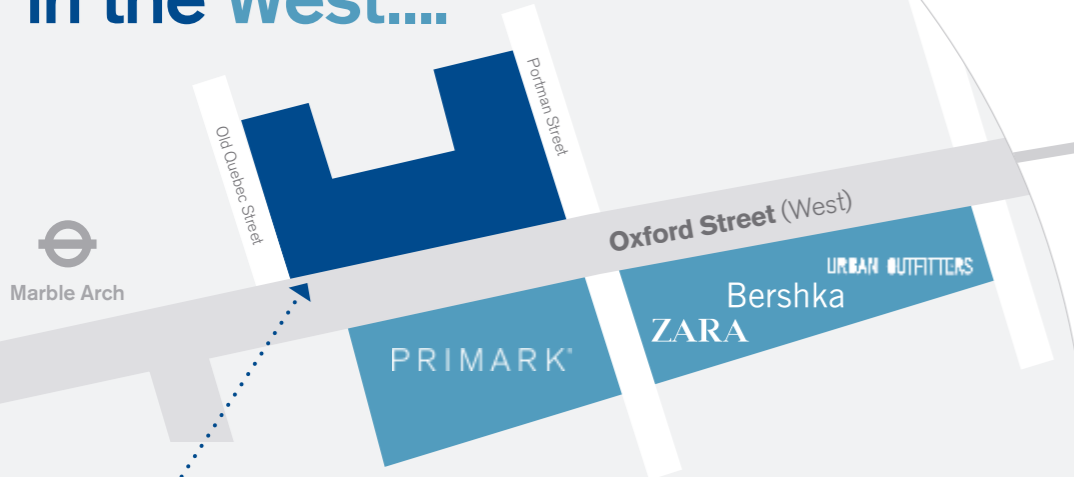 in the West....
Old Quebec Street
Portman Street
Marble Arch
Oxford Street (West)
URBAN OUTFITTERS
Bershka
ZARA
PRIMARK®